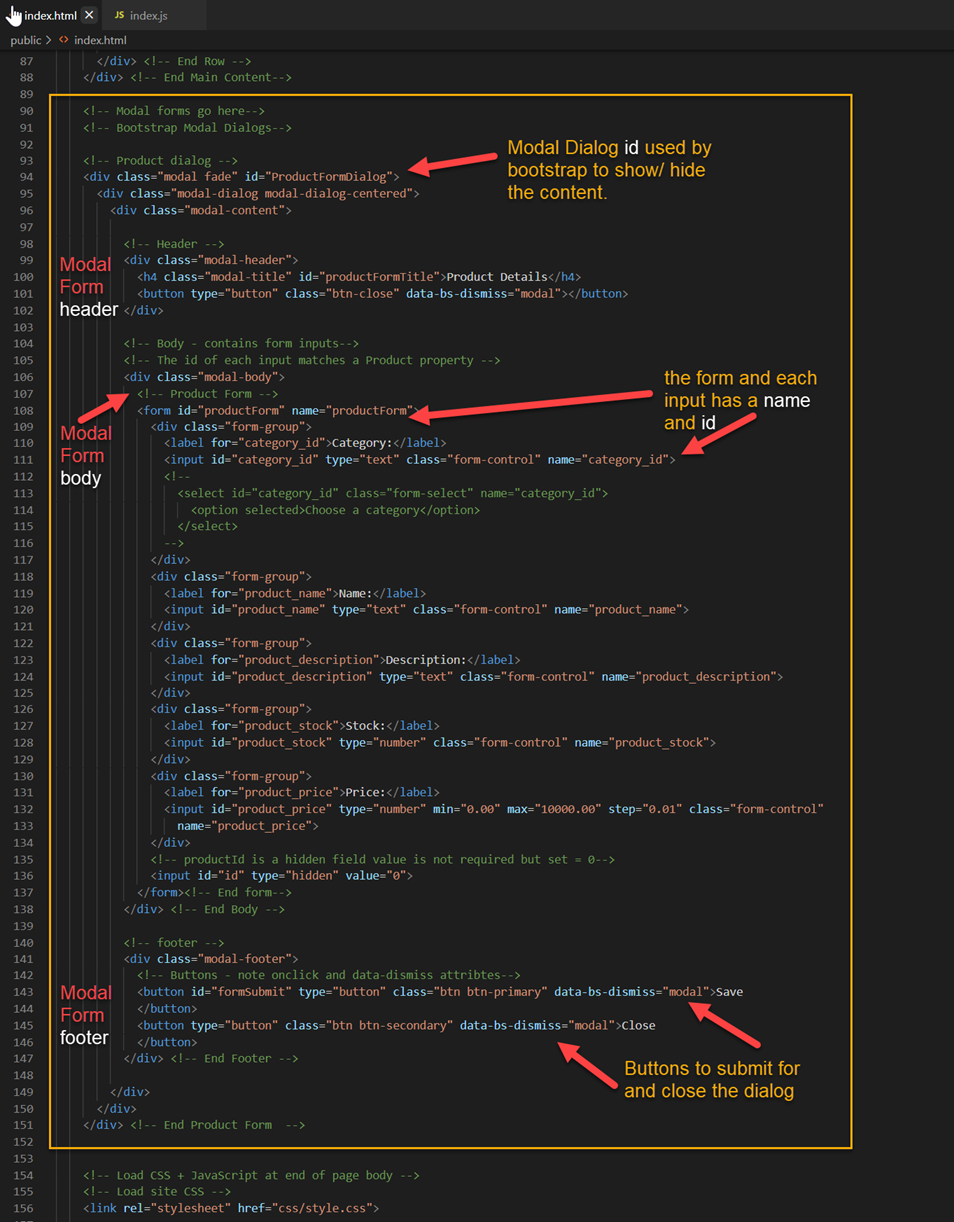 index.html × JS index.js
public > <> index.html
87 </div> <!-- End Row -->
88 </div> <!-- End Main Content-->
89
90 <!-- Modal forms go here-->
91 <!-- Bootstrap Modal Dialogs-->
92
93 <!-- Product dialog -->
94 <div class="modal fade" id="ProductFormDialog">
Modal Dialog id used by
bootstrap to show/ hide
the content.
95 <div class="modal-dialog modal-dialog-centered">
96 <div class="modal-content">
97
98 <!-- Header -->
99 <div class="modal-header">
100 <h4 class="modal-title" id="productFormTitle">Product Details</h4>
101 <button type="button" class="btn-close" data-bs-dismiss="modal"></button>
102 </div>
Modal
Form
header
103
104 <!-- Body - contains form inputs-->
105 <!-- The id of each input matches a Product property -->
106 <div class="modal-body">
107 <!-- Product Form -->
108 <form id="productForm" name="productForm">
the form and each
input has a name
and id
109 <div class="form-group">
110 <label for="category_id">Category:</label>
111 <input id="category_id" type="text" class="form-control" name="category_id">
Modal
Form
body
112 <!--
113 <select id="category_id" class="form-select" name="category_id">
114 <option selected>Choose a category</option>
115 </select>
116 -->
117 </div>
118 <div class="form-group">
119 <label for="product_name">Name:</label>
120 <input id="product_name" type="text" class="form-control" name="product_name">
121 </div>
122 <div class="form-group">
123 <label for="product_description">Description:</label>
124 <input id="product_description" type="text" class="form-control" name="product_description">
125 </div>
126 <div class="form-group">
127 <label for="product_stock">Stock:</label>
128 <input id="product_stock" type="number" class="form-control" name="product_stock">
129 </div>
130 <div class="form-group">
131 <label for="product_price">Price:</label>
132 <input id="product_price" type="number" min="0.00" max="10000.00" step="0.01" class="form-control"
133 name="product_price">
134 </div>
135 <!-- productId is a hidden field value is not required but set = 0-->
136 <input id="id" type="hidden" value="0">
137 </form><!-- End form-->
138 </div> <!-- End Body -->
139
140 <!-- footer -->
141 <div class="modal-footer">
142 <!-- Buttons - note onclick and data-dismiss attribtes-->
143 <button id="formSubmit" type="button" class="btn btn-primary" data-bs-dismiss="modal">Save
144 </button>
145 <button type="button" class="btn btn-secondary" data-bs-dismiss="modal">Close
146 </button>
147 </div> <!-- End Footer -->
Modal
Form
footer
Buttons to submit for
and close the dialog
148
149 </div>
150 </div>
151 </div> <!-- End Product Form -->
152
153
154 <!-- Load CSS + JavaScript at end of page body -->
155 <!-- Load site CSS -->
156 <link rel="stylesheet" href="css/style.css">